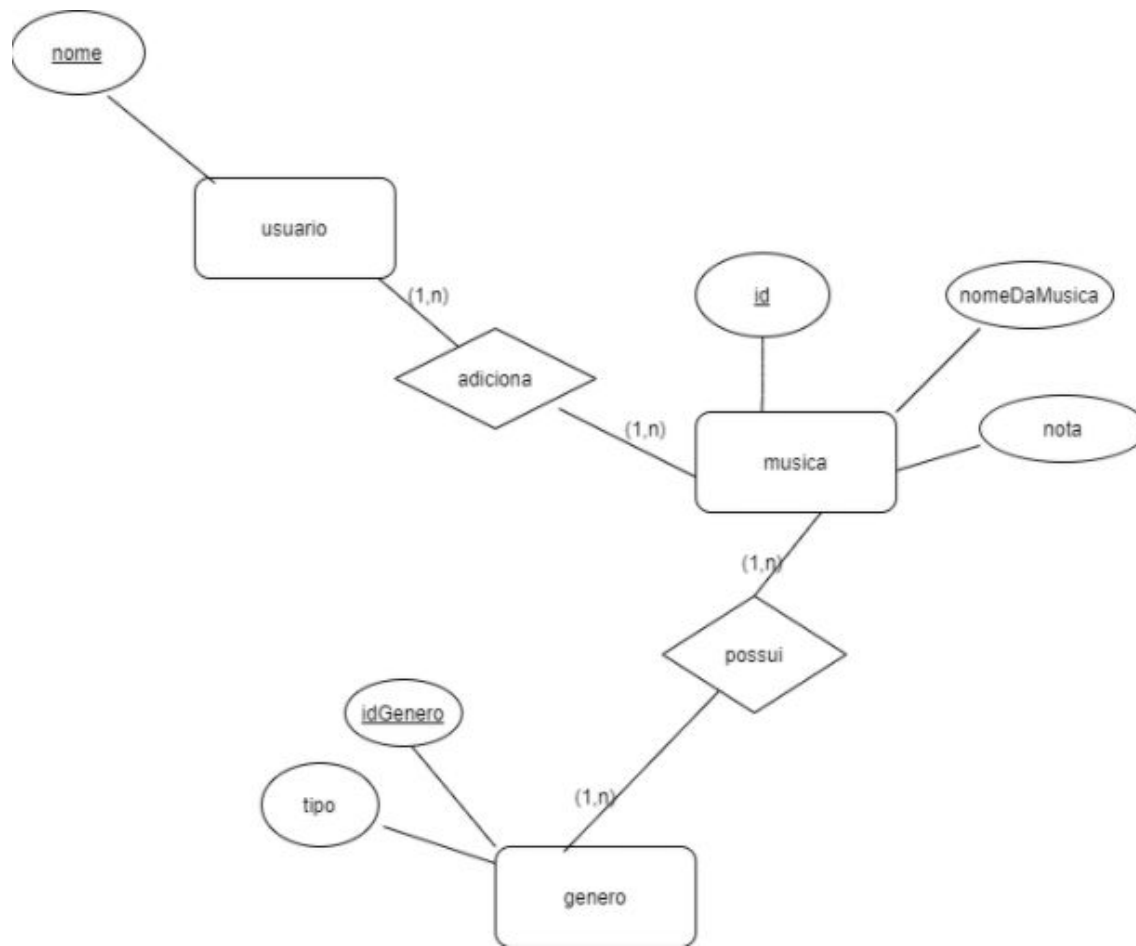 nome
usuario
(1,n)
adiciona
(1,n)
id
nomeDaMusica
nota
musica
(1,n)
possui
(1,n)
idGenero
tipo
genero